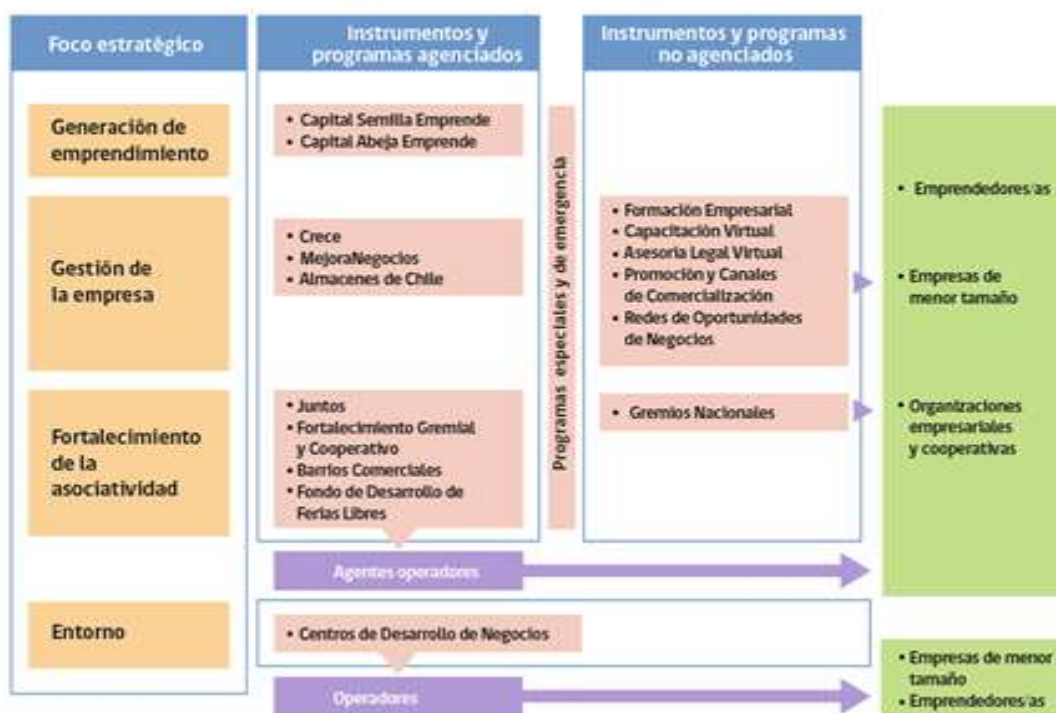 Foco estratégico
Instrumentos y
programas agenciados
Instrumentos y programas
no agenciados
Generación de
emprendimiento
• Capital Semilla Emprende
• Capital Abeja Emprende
Gestión de
la empresa
• Crece
• MejoraNegocios
• Almacenes de Chile
Fortalecimiento
de la
asociatividad
• Juntos
• Fortalecimiento Gremial
y Cooperativo
• Barrios Comerciales
• Fondo de Desarrollo de
Ferias Libres
Programas especiales y de emergencia
• Formación Empresarial
• Capacitación Virtual
• Asesoría Legal Virtual
• Promoción y Canales
de Comercialización
• Redes de Oportunidades
de Negocios
• Gremios Nacionales
• Emprendedores/as
• Empresas de
menor tamaño
• Organizaciones
empresariales
y cooperativas
Agentes operadores
Entorno
• Centros de Desarrollo de Negocios
Operadores
• Empresas de menor
tamaño
• Emprendedores/as